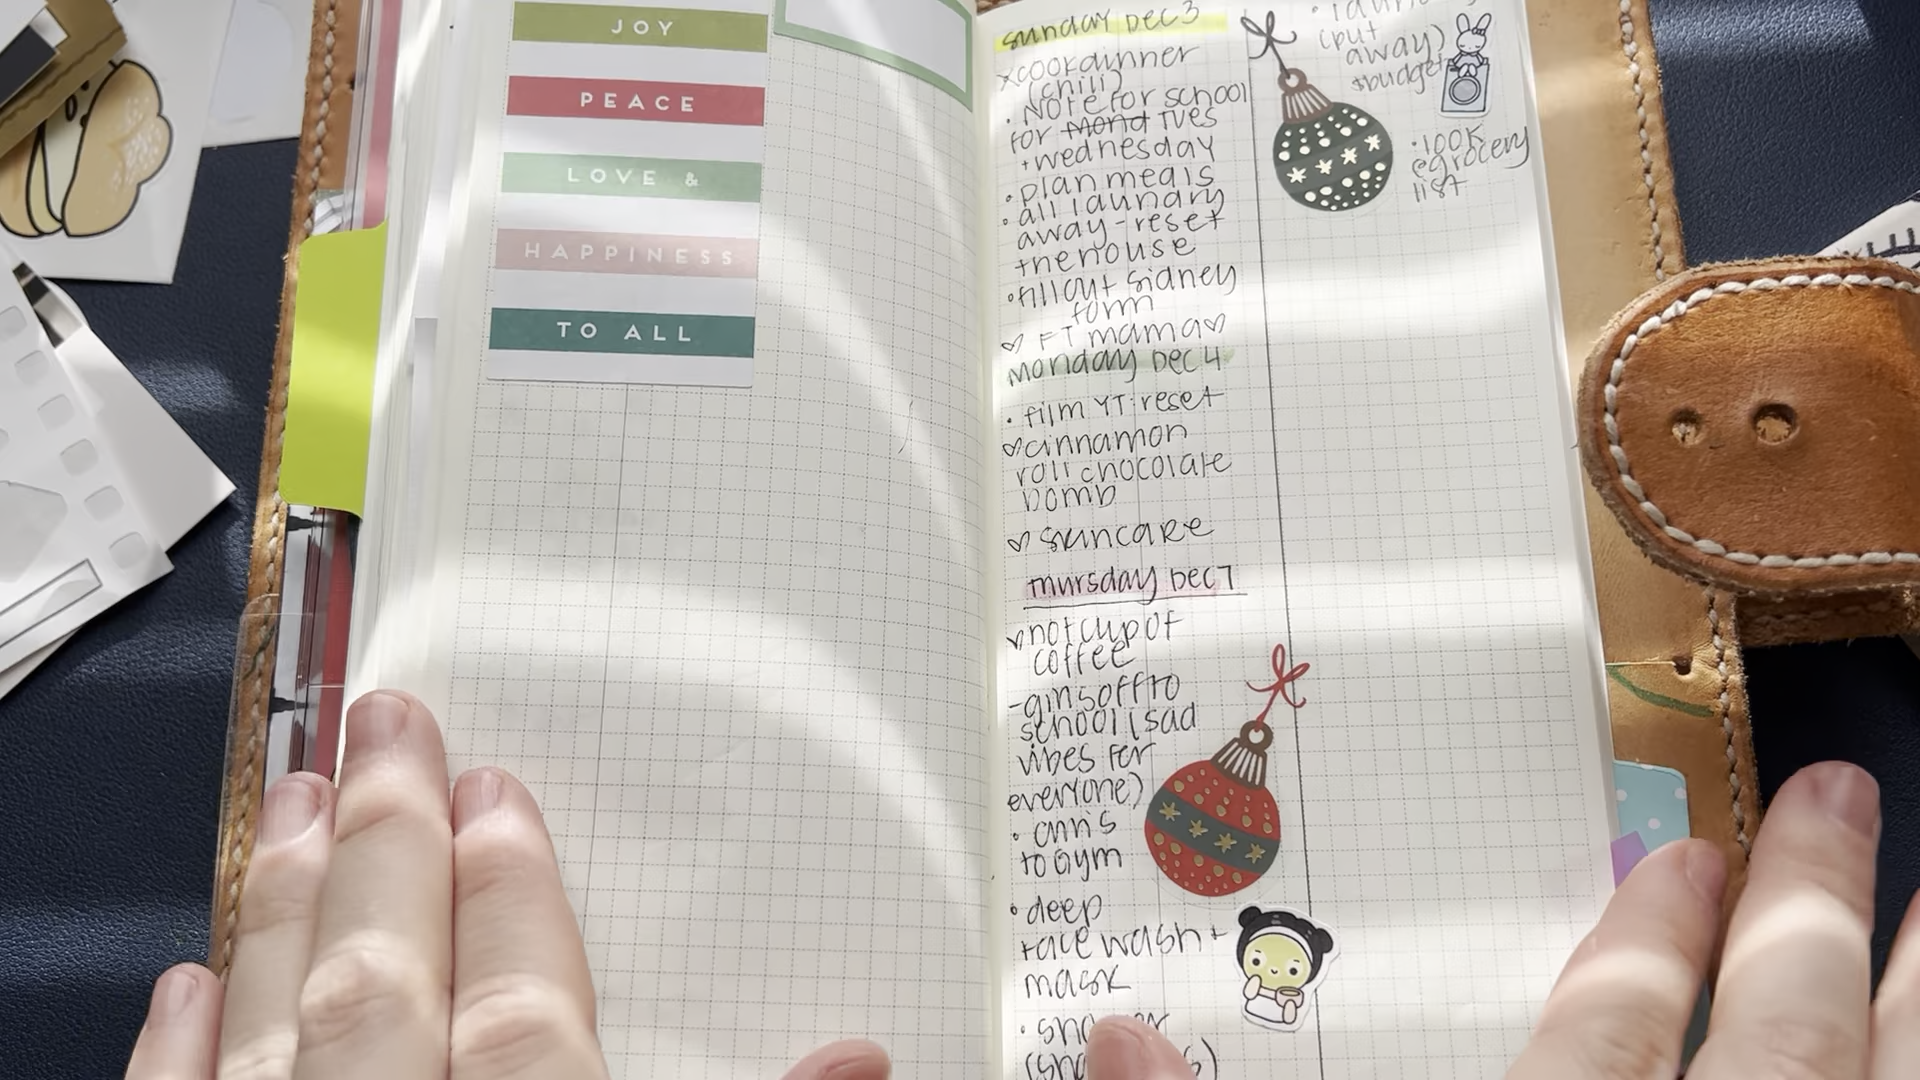 JOY
PEACE
LOVE &
HAPPINESS
TO ALL
sunday Dec 3
x cook dinner
(chili)
• Note for school
for Mond Tues
+ wednesday
• plan meals
• all laundry
away - reset
the house
• fill out Sidney
form
♡ FT mama ♡
monday Dec 4
• film YT: reset
♡ cinnamon
roll chocolate
bomb
♡ skincare
Thursday Dec 7
♡ hot cup of
coffee
- girls off to
school (sad
vibes for
everyone)
• chris
to Gym
• deep
face wash +
mask
(put
away)
+ budget
• look
@ grocery
list